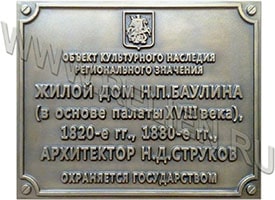 ОБЪЕКТ КУЛЬТУРНОГО НАСЛЕДИЯ
РЕГИОНАЛЬНОГО ЗНАЧЕНИЯ
ЖИЛОЙ ДОМ Н.П.БАУЛИНА
(в основе палаты XVIII века),
1820-е гг., 1880-е гг.,
АРХИТЕКТОР Н.Д.СТРУКОВ
ОХРАНЯЕТСЯ ГОСУДАРСТВОМ